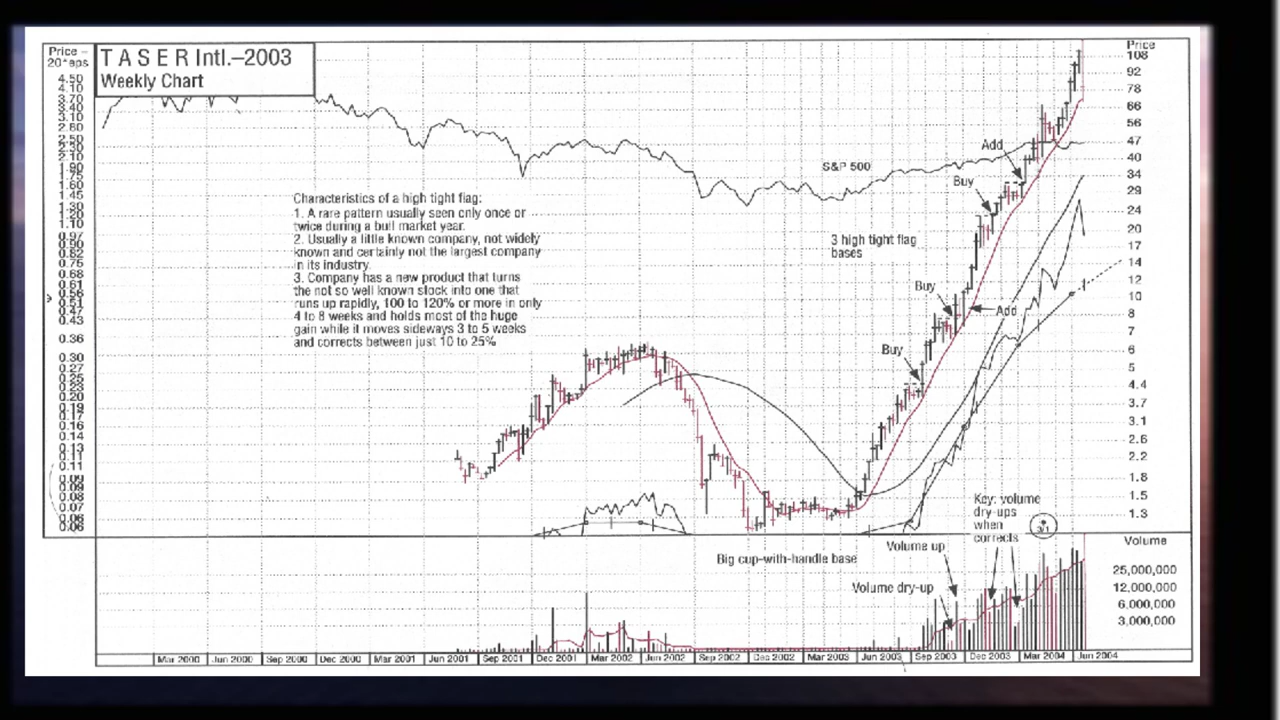 Price –
20*eps
T A S E R Intl.–2003
Weekly Chart
4.50
4.10
3.70
3.40
3.10
2.80
2.50
2.30
2.10
1.90
1.75
1.60
1.45
1.30
1.20
1.10
0.97
0.90
0.82
0.75
0.68
0.61
0.56
0.51
0.47
0.43
0.36
0.30
0.27
0.25
0.23
0.20
0.19
0.17
0.16
0.14
0.13
0.11
0.11
0.09
0.09
0.08
0.07
0.06
0.06
Price
108
92
78
66
56
47
40
34
29
24
20
17
14
12
10
8
7
6
5
4.4
3.7
3.1
2.6
2.2
1.8
1.5
1.3
S&P 500
Add
Buy
Characteristics of a high tight flag:
1. A rare pattern usually seen only once or
twice during a bull market year.
2. Usually a little known company, not widely
known and certainly not the largest company
in its industry.
3. Company has a new product that turns
the not so well known stock into one that
runs up rapidly, 100 to 120% or more in only
4 to 8 weeks and holds most of the huge
gain while it moves sideways 3 to 5 weeks
and corrects between just 10 to 25%
3 high tight flag
bases
Buy
Add
Buy
Key: volume
dry-ups
when
corrects
3/1
Big cup-with-handle base
Volume up
Volume dry-up
Volume
25,000,000
12,000,000
6,000,000
3,000,000
Mar 2000 Jun 2000 Sep 2000 Dec 2000 Mar 2001 Jun 2001 Sep 2001 Dec 2001 Mar 2002 Jun 2002 Sep 2002 Dec 2002 Mar 2003 Jun 2003 Sep 2003 Dec 2003 Mar 2004 Jun 2004